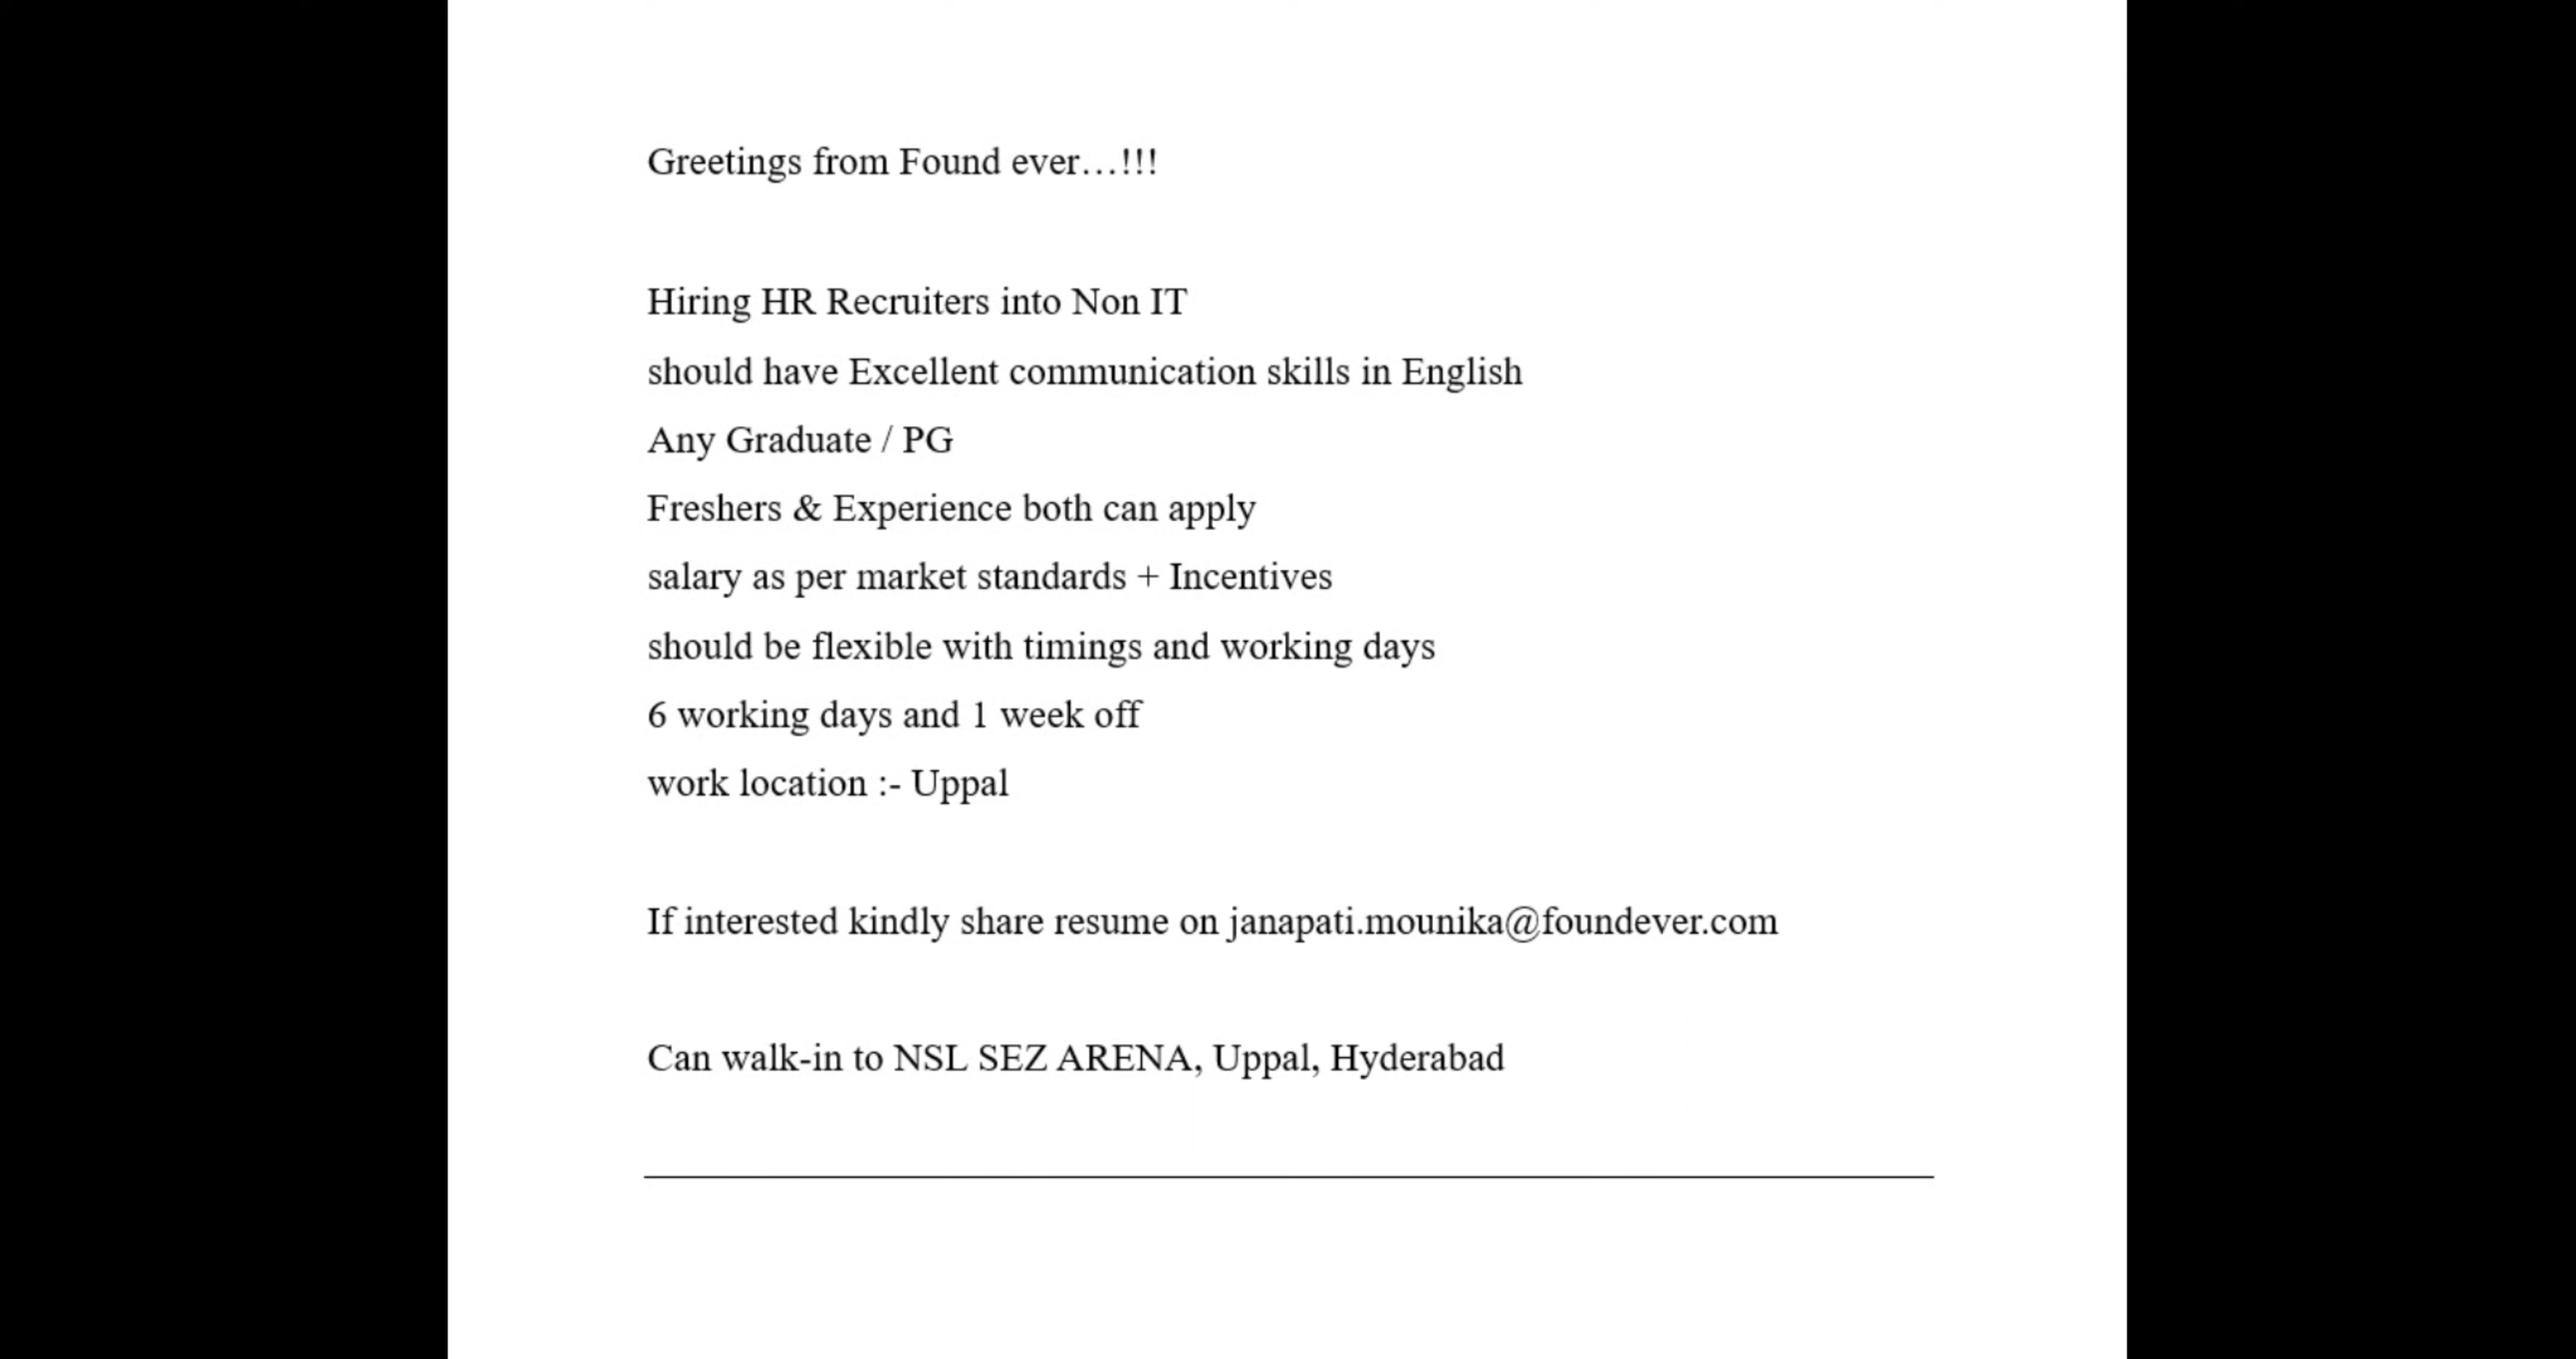 Greetings from Found ever…!!!
Hiring HR Recruiters into Non IT
should have Excellent communication skills in English
Any Graduate / PG
Freshers & Experience both can apply
salary as per market standards + Incentives
should be flexible with timings and working days
6 working days and 1 week off
work location :- Uppal
If interested kindly share resume on janapati.mounika@foundever.com
Can walk-in to NSL SEZ ARENA, Uppal, Hyderabad